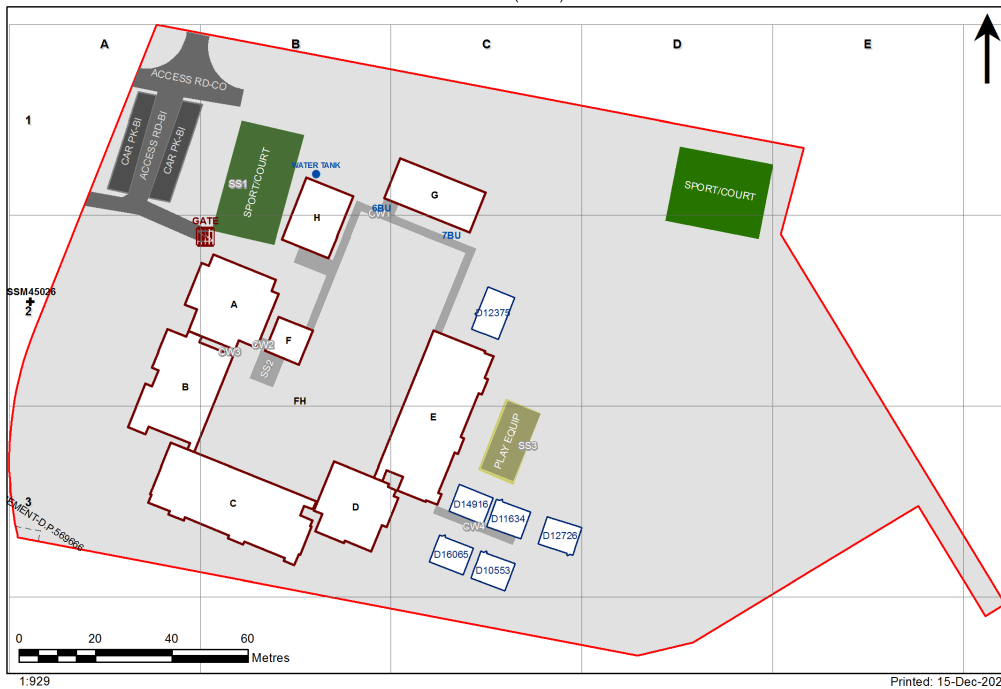 A B C D E
ACCESS RD-CO
1
CAR PK-BI
ACCESS RD-BI
CAR PK-BI
SS1
SPORT/COURT
WATER TANK
H
G
6BU
CW1
7BU
SPORT/COURT
GATE
SSM45026
2
A
D12375
F
CW2
CW3
SS2
B
FH
E
PLAY EQUIP
SS3
3
C
D
D14916
D11634
CW4
D12726
D16065
D10553
EMENT-D.P.569666
0 20 40 60
Metres
1:929
Printed: 15-Dec-202